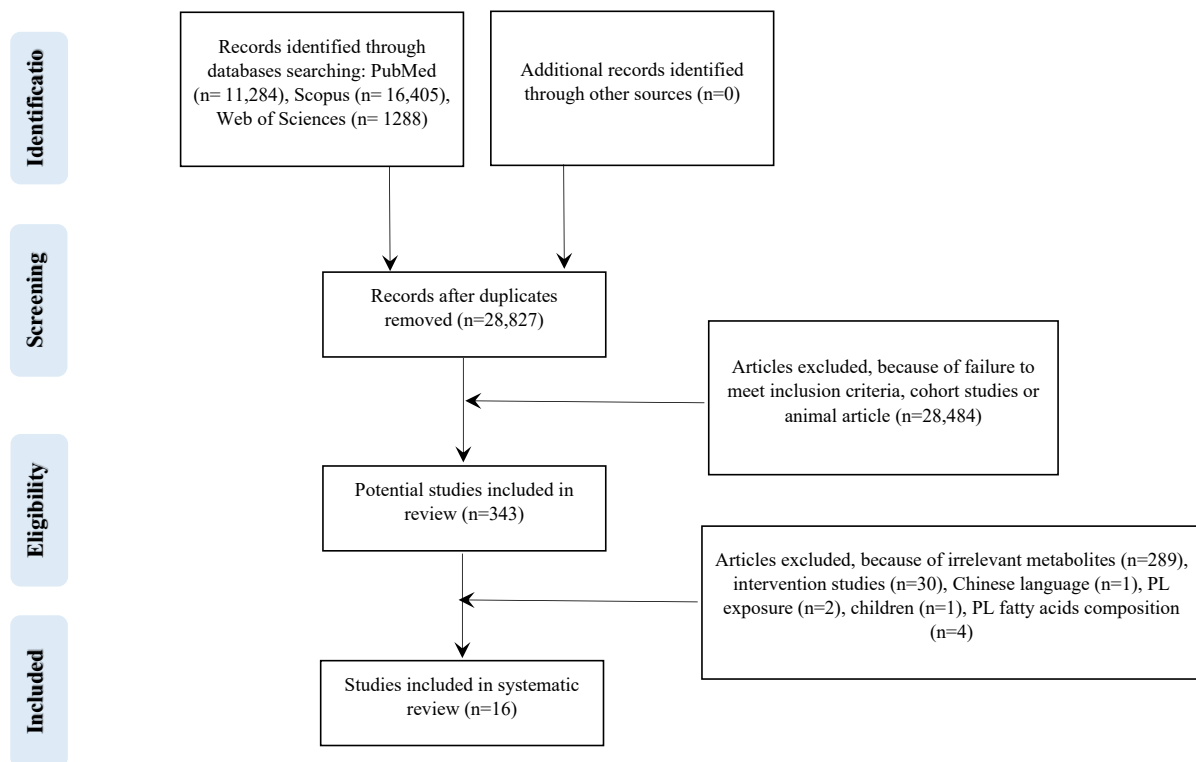 Identificatio
Records identified through
databases searching: PubMed
(n= 11,284), Scopus (n= 16,405),
Web of Sciences (n= 1288)
Additional records identified
through other sources (n=0)
Screening
Records after duplicates
removed (n=28,827)
Articles excluded, because of failure to
meet inclusion criteria, cohort studies or
animal article (n=28,484)
Eligibility
Potential studies included in
review (n=343)
Articles excluded, because of irrelevant metabolites (n=289),
intervention studies (n=30), Chinese language (n=1), PL
exposure (n=2), children (n=1), PL fatty acids composition
(n=4)
Included
Studies included in systematic
review (n=16)